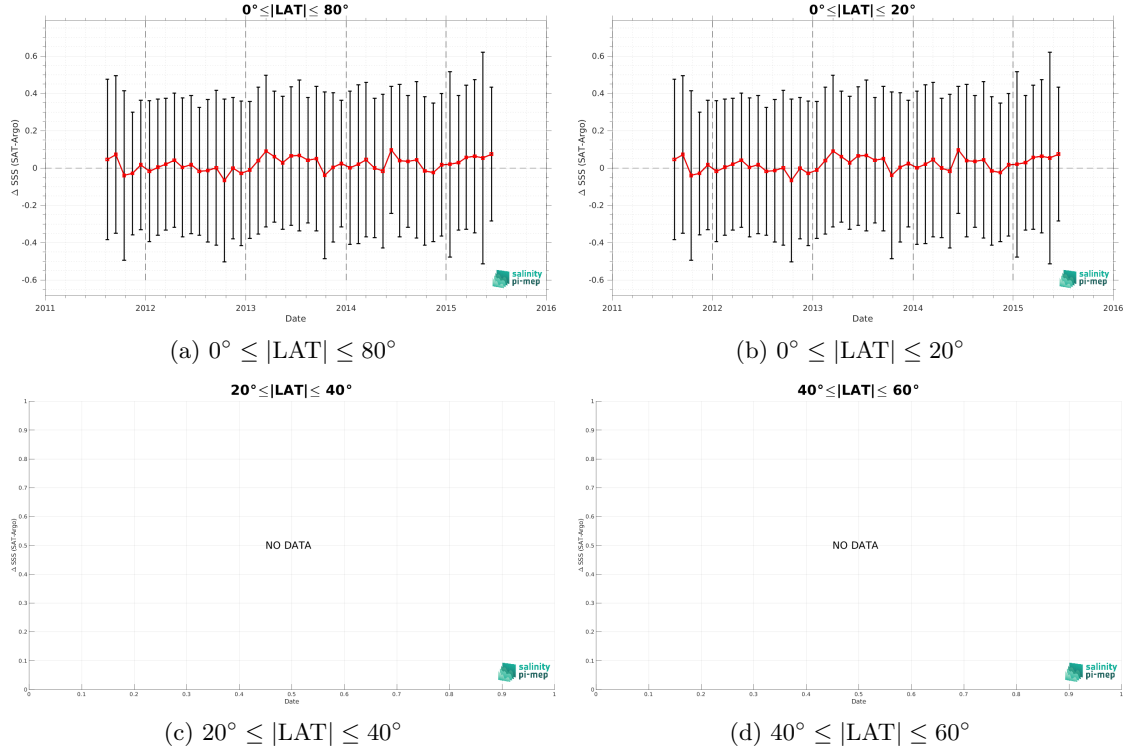 0°≤|LAT|≤ 80°
Δ SSS (SAT-Argo)
0.6
0.4
0.2
0
-0.2
-0.4
-0.6
2011
2012
2013
2014
2015
2016
Date
salinity
pi-mep
(a) 0° ≤ |LAT| ≤ 80°
0°≤|LAT|≤ 20°
Δ SSS (SAT-Argo)
0.6
0.4
0.2
0
-0.2
-0.4
-0.6
2011
2012
2013
2014
2015
2016
Date
salinity
pi-mep
(b) 0° ≤ |LAT| ≤ 20°
20°≤|LAT|≤ 40°
Δ SSS (SAT-Argo)
1
0.9
0.8
0.7
0.6
0.5
0.4
0.3
0.2
0.1
0
NO DATA
0 0.1 0.2 0.3 0.4 0.5 0.6 0.7 0.8 0.9 1
Date
salinity
pi-mep
(c) 20° ≤ |LAT| ≤ 40°
40°≤|LAT|≤ 60°
Δ SSS (SAT-Argo)
1
0.9
0.8
0.7
0.6
0.5
0.4
0.3
0.2
0.1
0
NO DATA
0 0.1 0.2 0.3 0.4 0.5 0.6 0.7 0.8 0.9 1
Date
salinity
pi-mep
(d) 40° ≤ |LAT| ≤ 60°